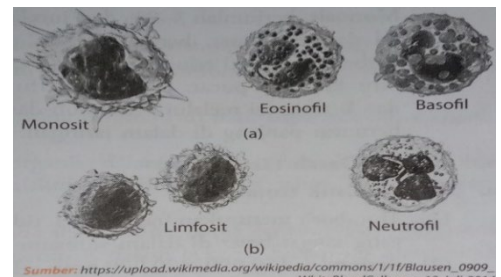 Monosit
Eosinofil
Basofil
(a)
Limfosit
Neutrofil
(b)
Sumber: https://upload.wikimedia.org/wikipedia/commons/1/1f/Blausen_0909_